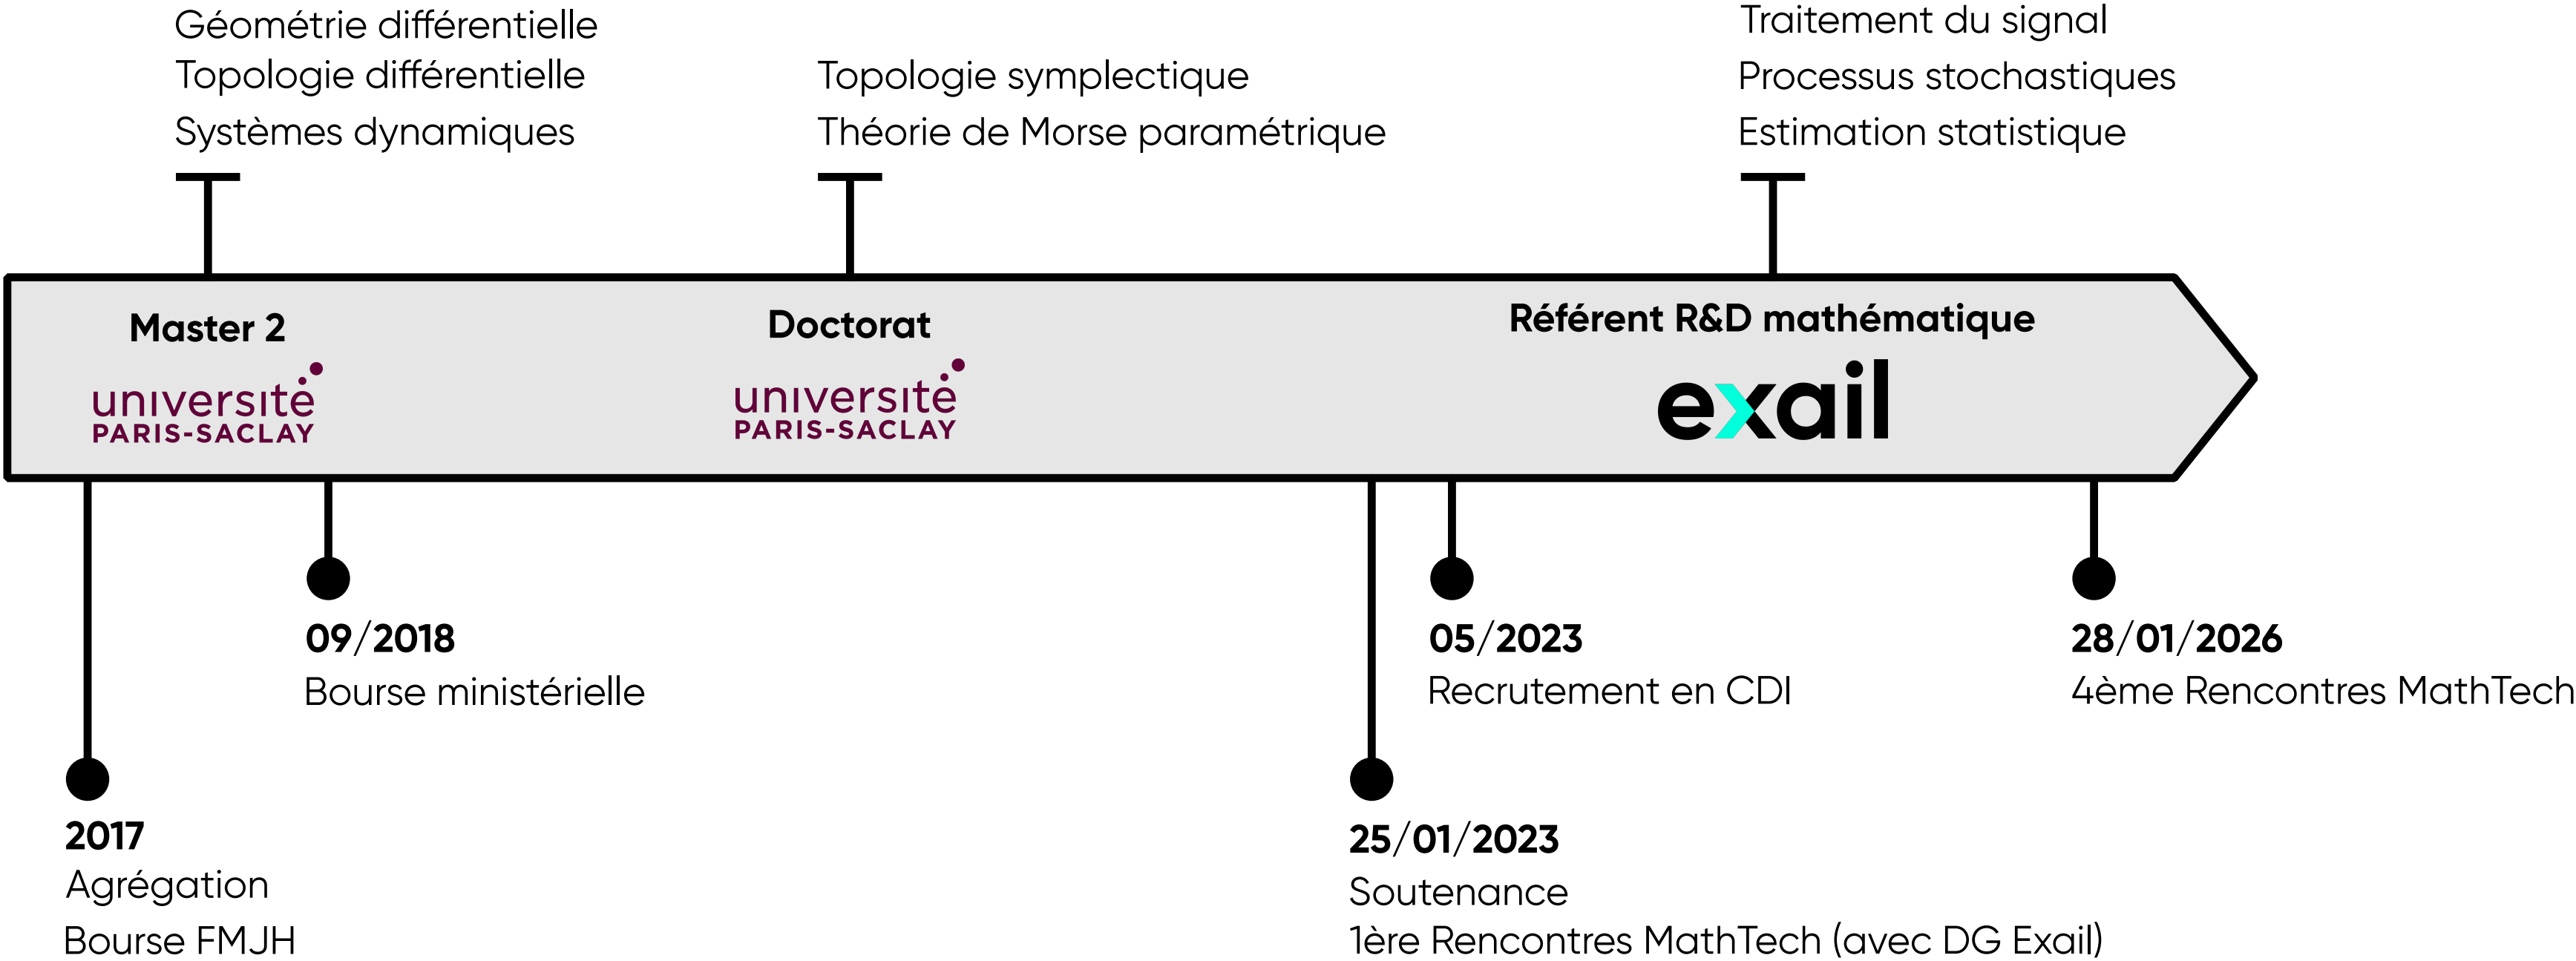 Géométrie différentielle
Topologie différentielle
Systèmes dynamiques
Topologie symplectique
Théorie de Morse paramétrique
Traitement du signal
Processus stochastiques
Estimation statistique
Master 2
université
PARIS-SACLAY
Doctorat
université
PARIS-SACLAY
Référent R&D mathématique
exail
09/2018
Bourse ministérielle
05/2023
Recrutement en CDI
28/01/2026
4ème Rencontres MathTech
2017
Agrégation
Bourse FMJH
25/01/2023
Soutenance
1ère Rencontres MathTech (avec DG Exail)